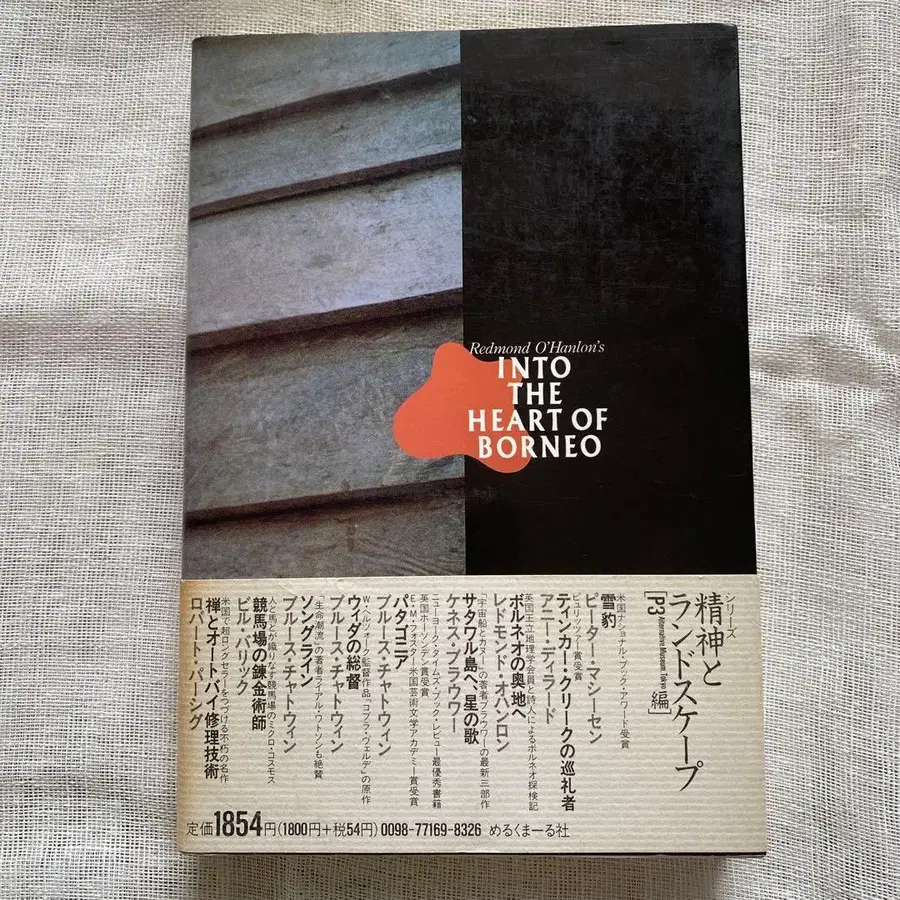 Redmond O'Hanlon's
INTO
THE
HEART OF
BORNEO
シリーズ
精神と
ランドスケープ
[P3 Alternative Museum, Tokyo 編]
米国ナショナル・ブック・アワード受賞
雪豹
ピーター・マシーセン
ピュリッツァー賞受賞
ティンカー・クリークの巡礼者
アニー・ディラード
英国王立地理学会員と詩人によるボルネオ探検記
ボルネオの奥地へ
レドモンド・オハンロン
「宇宙船とカヌー」の著者ブラウワーの最新三部作
サタワル島へ、星の歌
ケネス・ブラウワー
ニューヨーク・タイムズ・ブック・レビュー最優秀書籍
英国ホーソンデン賞受賞
E・M・フォスター米国芸術文学アカデミー賞受賞
パタゴニア
ブルース・チャトウィン
W・ヘルツォーク監督作品「コブラ・ヴェルデ」の原作
ウイダの総督
ブルース・チャトウィン
「生命潮流」の著者ライアル・ワトソンも絶賛
ソングライン
ブルース・チャトウィン
人と馬とが織りなす競馬場のミクロ・コスモス
競馬場の錬金術師
ビル・バリック
米国で超ロングセラーをつづける不朽の名作
禅とオートバイ修理技術
ロバート・パーシグ
定価1854円(1800円+税54円) 0098-77169-8326 めるくまーる社